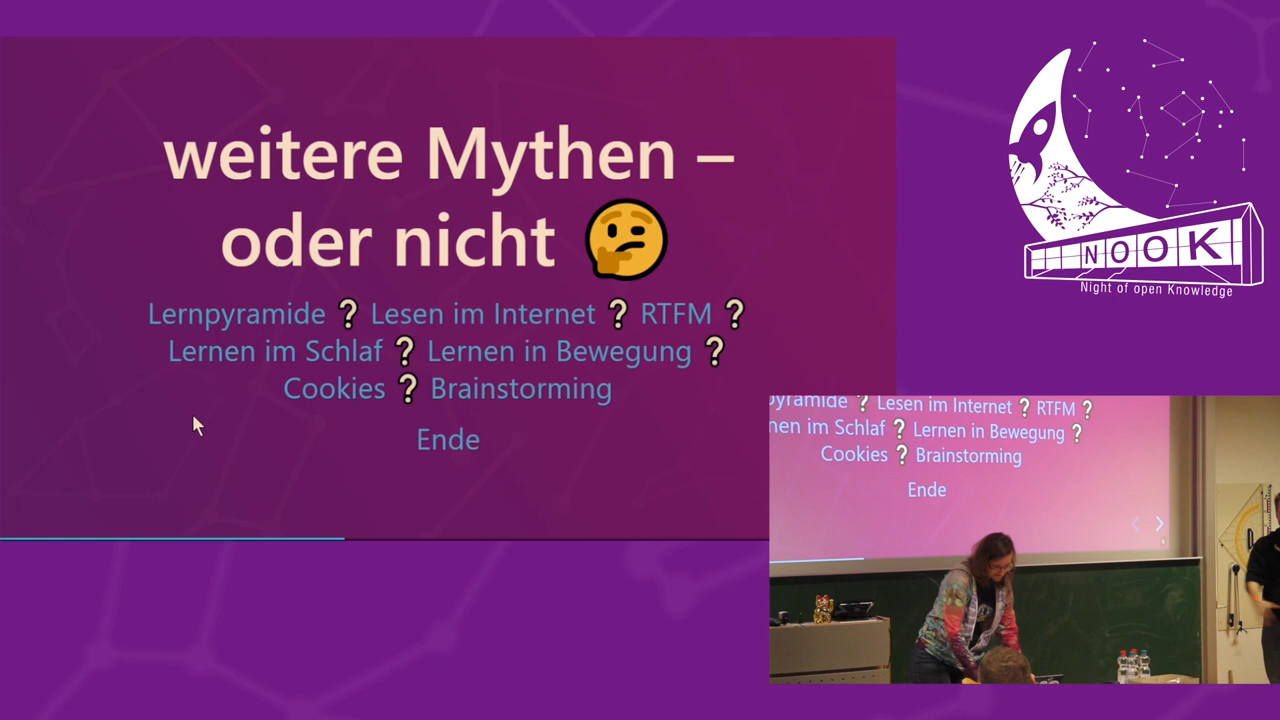 weitere Mythen –
oder nicht 🤔
Lernpyramide ❔ Lesen im Internet ❔ RTFM ❔
Lernen im Schlaf ❔ Lernen in Bewegung ❔
Cookies ❔ Brainstorming
Ende
NOOK
Night of open Knowledge
pyramide ❔ Lesen im Internet ❔ RTFM ❔
nen im Schlaf ❔ Lernen in Bewegung ❔
Cookies ❔ Brainstorming
Ende